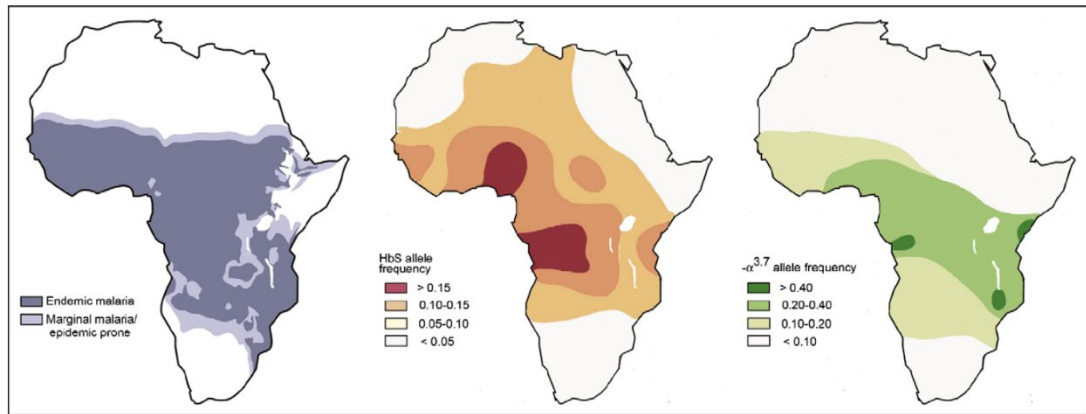 Endemic malaria
Marginal malaria/
epidemic prone
HbS allele
frequency
> 0.15
0.10-0.15
0.05-0.10
< 0.05
-α3.7 allele frequency
> 0.40
0.20-0.40
0.10-0.20
< 0.10